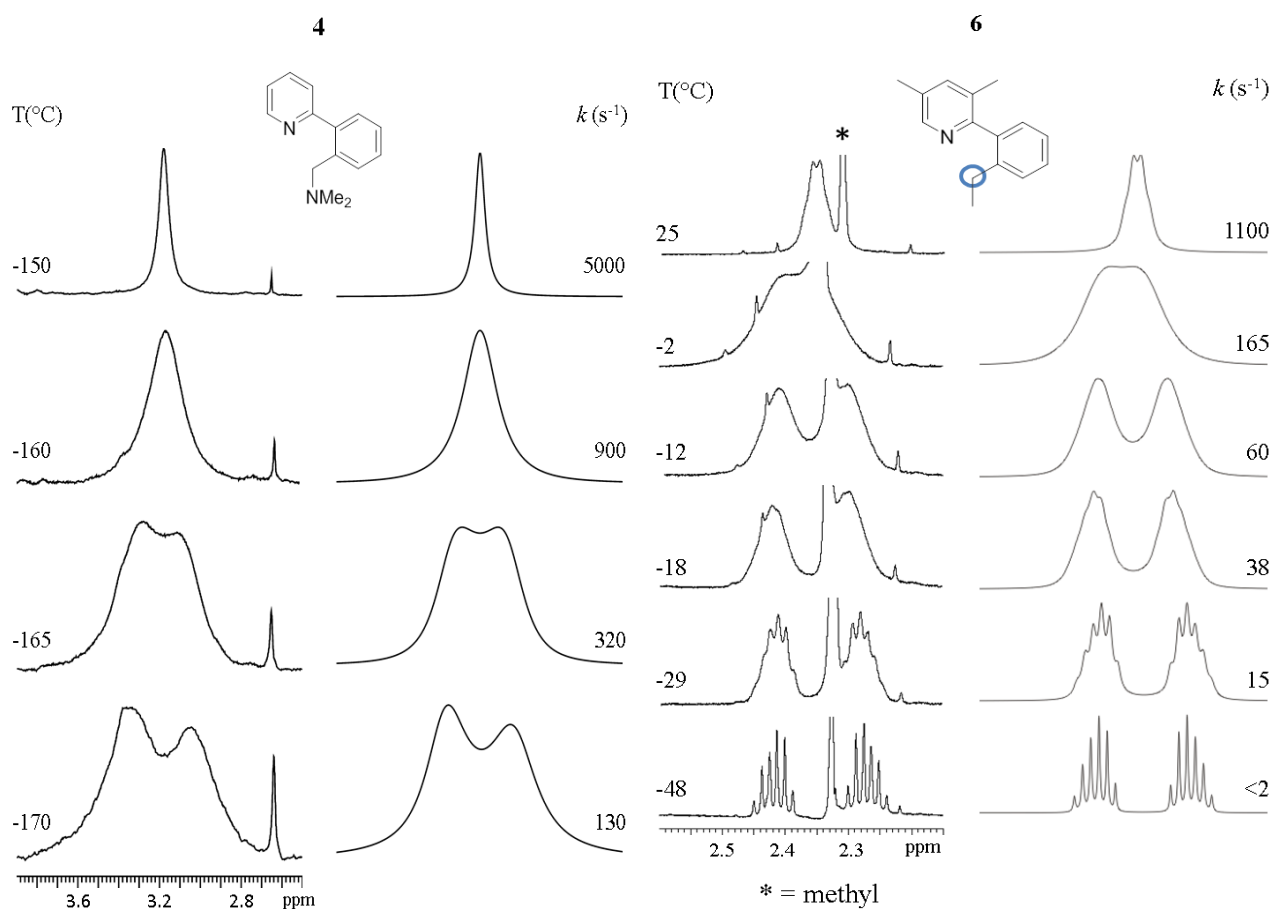 4
T(°C)
k (s⁻¹)
N
NMe₂
-150
5000
-160
900
-165
320
-170
130
3.6
3.2
2.8
ppm
6
T(°C)
k (s⁻¹)
N
*
25
1100
-2
165
-12
60
-18
38
-29
15
-48
<2
2.5
2.4
2.3
ppm
* = methyl